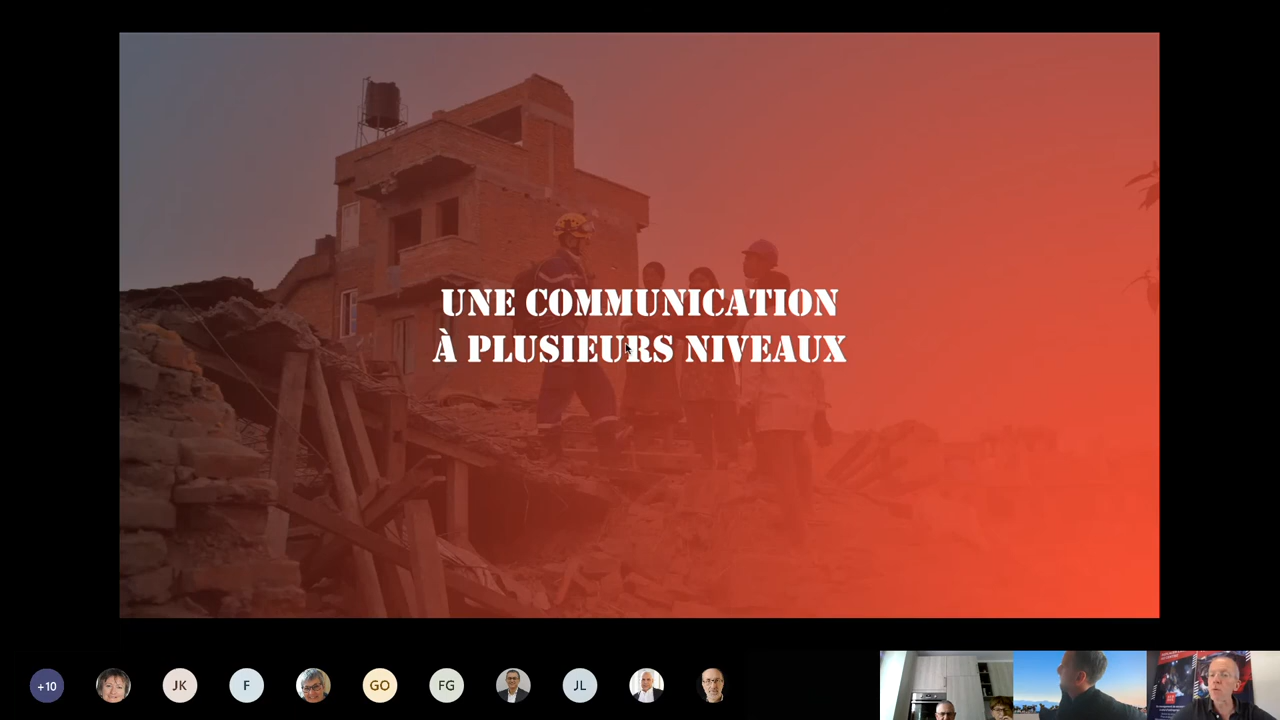 UNE COMMUNICATION
À PLUSIEURS NIVEAUX
+10
JK
F
GO
FG
JL